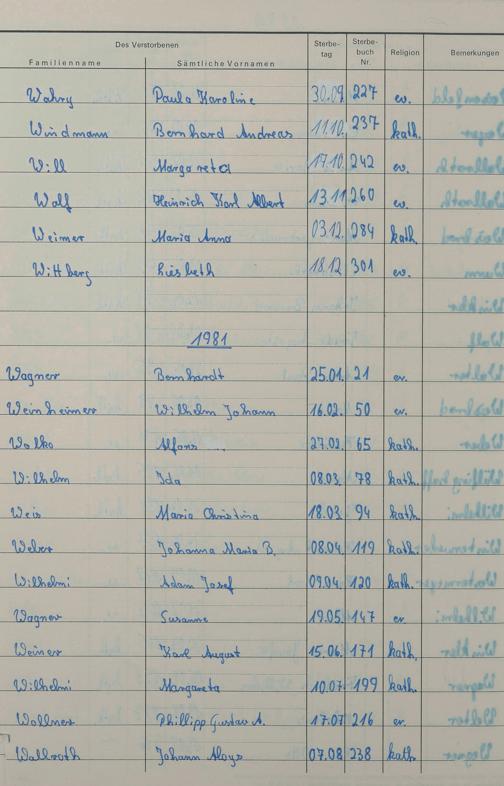 Des Verstorbenen Sterbe- Sterbe- Religion Bemerkungen
tag buch
Familienname Sämtliche Vornamen Nr.
Wahry Paula Karoline 30.09. 227 ev.
Windmann Bernhard Andreas 11.10. 237 kath.
Will Margareta 17.10. 242 ev.
Wolf Heinrich Karl Albert 13.11 260 ev.
Weimer Maria Anna 03.12. 284 kath.
Wittberg Liesbeth 18.12 301 ev.
1981
Wagner Bernhardt 25.01. 21 ev.
Weinheimer Wilhelm Johann 16.02. 50 ev.
Wolko Alfons 27.02. 65 kath.
Wilhelm Ida 08.03. 78 kath.
Weis Maria Christina 18.03. 94 kath.
Weber Johanna Maria B. 08.04. 119 kath.
Wilhelmi Adam Josef 09.04. 120 kath.
Wagner Susanne 19.05. 147 ev.
Weiner Karl August 15.06. 171 kath.
Wilhelmi Margareta 10.07. 199 kath.
Wollner Phillipp Gustav A. 17.07 216 ev.
Wallroth Johann Aloys 07.08 238 kath.